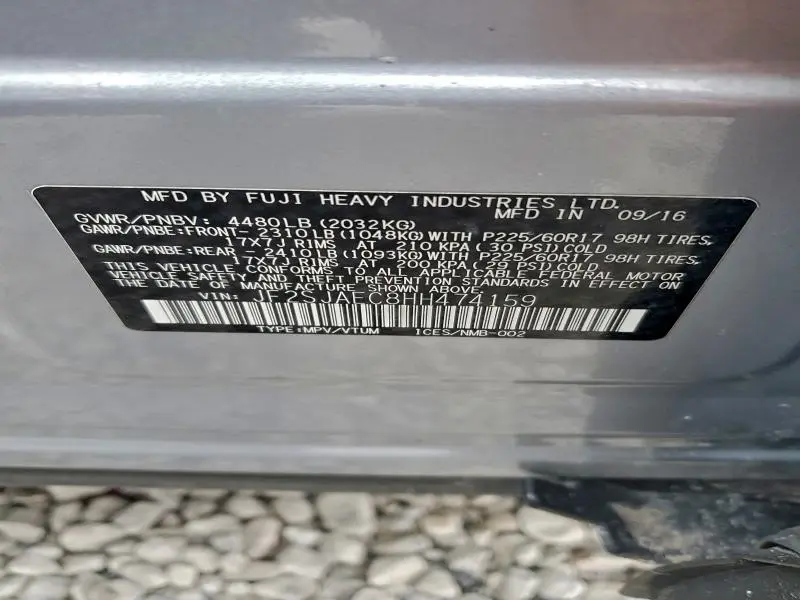 MFD BY FUJI HEAVY INDUSTRIES LTD.
GVWR/PNBV: 4480LB(2032KG) MFD IN 09/16
GAWR/PNBE:FRONT- 2310LB(1048KG)WITH P225/60R17 98H TIRES,
17X7J RIMS AT 210 KPA( 30 PSI)COLD
GAWR/PNBE:REAR - 2410LB(1093KG)WITH P225/60R17 98H TIRES,
17X7J RIMS AT 200 KPA( 29 PSI)COLD
THIS VEHICLE CONFORMS TO ALL APPLICABLE FEDERAL MOTOR
VEHICLE SAFETY AND THEFT PREVENTION STANDARDS IN EFFECT ON
THE DATE OF MANUFACTURE SHOWN ABOVE.
VIN: JF2SJAEC8HH474159
TYPE:MPV/VTUM ICES/NMB-002